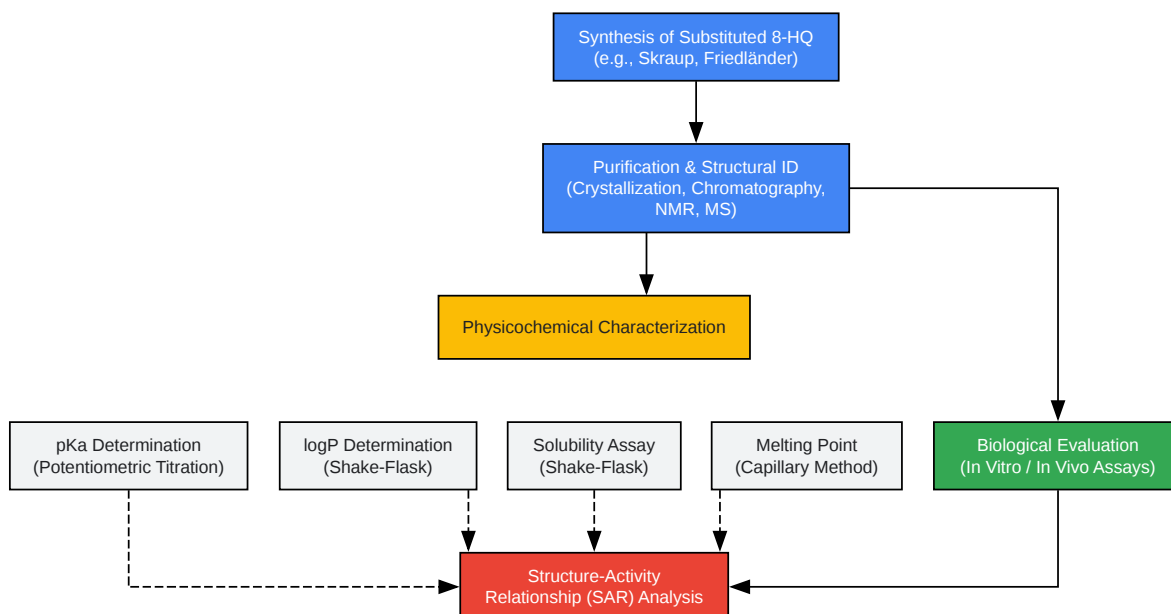 Synthesis of Substituted 8-HQ
(e.g., Skraup, Friedländer)
Purification & Structural ID
(Crystallization, Chromatography,
NMR, MS)
Physicochemical Characterization
pKa Determination
(Potentiometric Titration)
logP Determination
(Shake-Flask)
Solubility Assay
(Shake-Flask)
Melting Point
(Capillary Method)
Biological Evaluation
(In Vitro / In Vivo Assays)
Structure-Activity
Relationship (SAR) Analysis